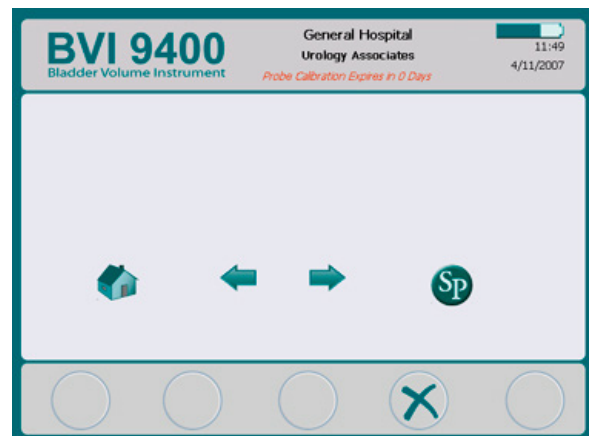 BVI 9400
Bladder Volume Instrument
General Hospital
Urology Associates
Probe Calibration Expires in 0 Days
11:49
4/11/2007
SP